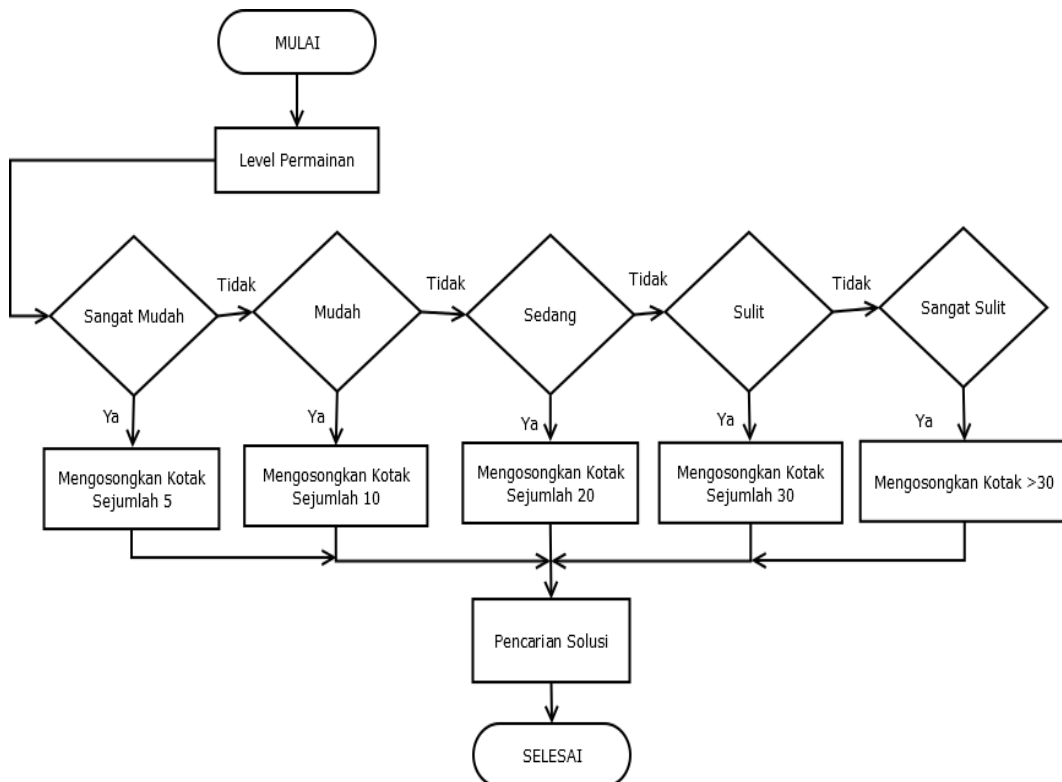 MULAI
Level Permainan
Sangat Mudah
Tidak
Mudah
Tidak
Sedang
Tidak
Sulit
Tidak
Sangat Sulit
Ya
Ya
Ya
Ya
Ya
Mengosongkan Kotak
Sejumlah 5
Mengosongkan Kotak
Sejumlah 10
Mengosongkan Kotak
Sejumlah 20
Mengosongkan Kotak
Sejumlah 30
Mengosongkan Kotak >30
Pencarian Solusi
SELESAI